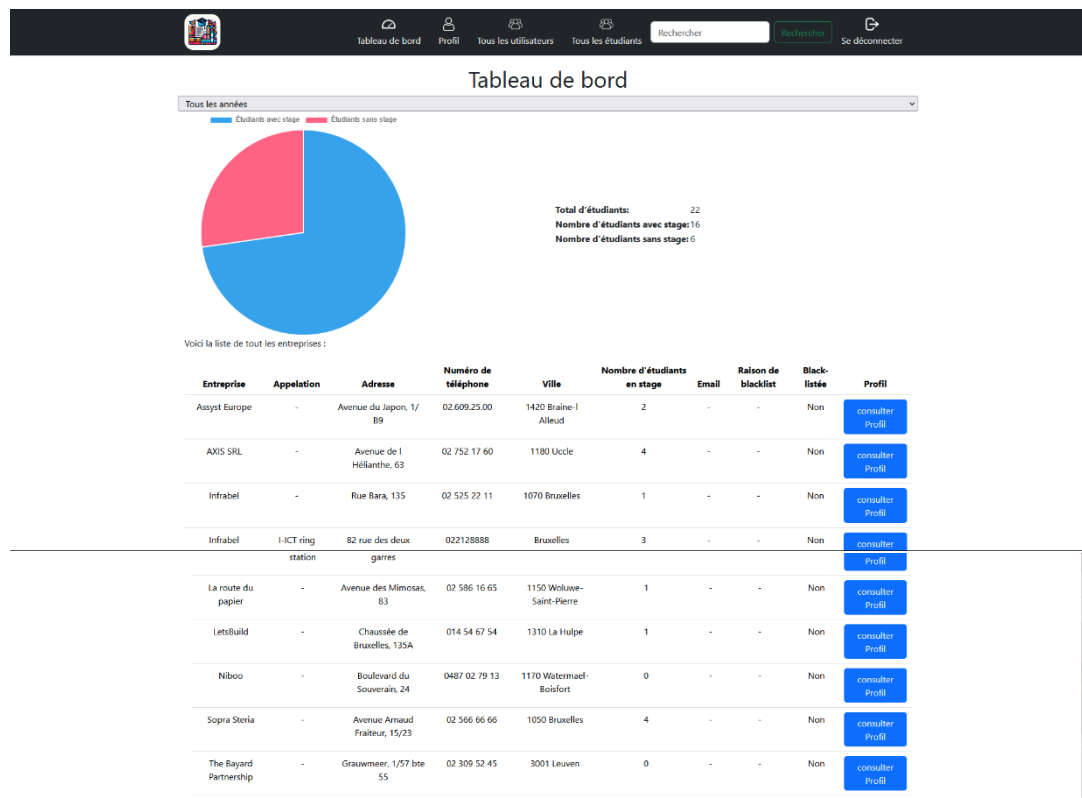 Tableau de bord Profil Tous les utilisateurs Tous les étudiants Rechercher Rechercher Se déconnecter
Tableau de bord
Tous les années
Étudiants avec stage Étudiants sans stage
Total d'étudiants: 22
Nombre d'étudiants avec stage: 16
Nombre d'étudiants sans stage: 6
Voici la liste de tout les entreprises :
Numéro de Nombre d'étudiants Raison de Black-
Entreprise Appelation Adresse téléphone Ville en stage Email blacklist listée Profil
Assyst Europe - Avenue du Japon, 1/ 02.609.25.00 1420 Braine-l 2 - - Non consulter
B9 Alleud Profil
AXIS SRL - Avenue de l 02 752 17 60 1180 Uccle 4 - - Non consulter
Hélianthe, 63 Profil
Infrabel - Rue Bara, 135 02 525 22 11 1070 Bruxelles 1 - - Non consulter
Profil
Infrabel I-ICT ring 82 rue des deux 022128888 Bruxelles 3 - - Non consulter
station garres Profil
La route du - Avenue des Mimosas, 02 586 16 65 1150 Woluwe- 1 - - Non consulter
papier 83 Saint-Pierre Profil
LetsBuild - Chaussée de 014 54 67 54 1310 La Hulpe 1 - - Non consulter
Bruxelles, 135A Profil
Niboo - Boulevard du 0487 02 79 13 1170 Watermael- 0 - - Non consulter
Souverain, 24 Boisfort Profil
Sopra Steria - Avenue Arnaud 02 566 66 66 1050 Bruxelles 4 - - Non consulter
Fraiteur, 15/23 Profil
The Bayard - Grauwmeer, 1/57 bte 02 309 52 45 3001 Leuven 0 - - Non consulter
Partnership 55 Profil